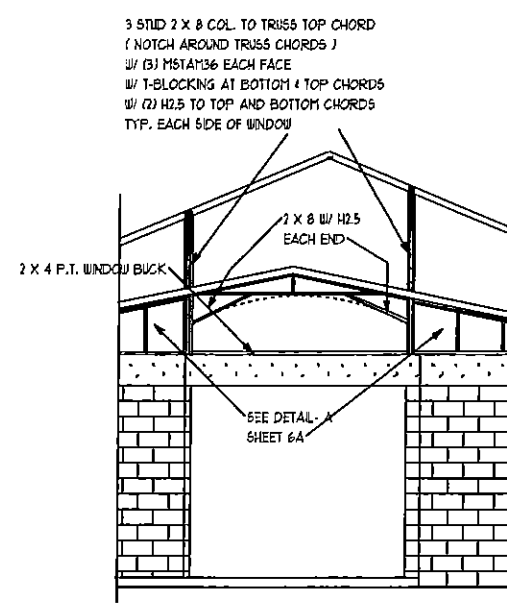 3 STUD 2 X 8 COL. TO TRUSS TOP CHORD
( NOTCH AROUND TRUSS CHORDS )
W/ (3) MSTAM36 EACH FACE
W/ T-BLOCKING AT BOTTOM & TOP CHORDS
W/ (2) H2.5 TO TOP AND BOTTOM CHORDS
TYP. EACH SIDE OF WINDOW
2 X 8 W/ H2.5
EACH END
2 X 4 P.T. WINDOW BUCK
SEE DETAIL- A
SHEET 6A